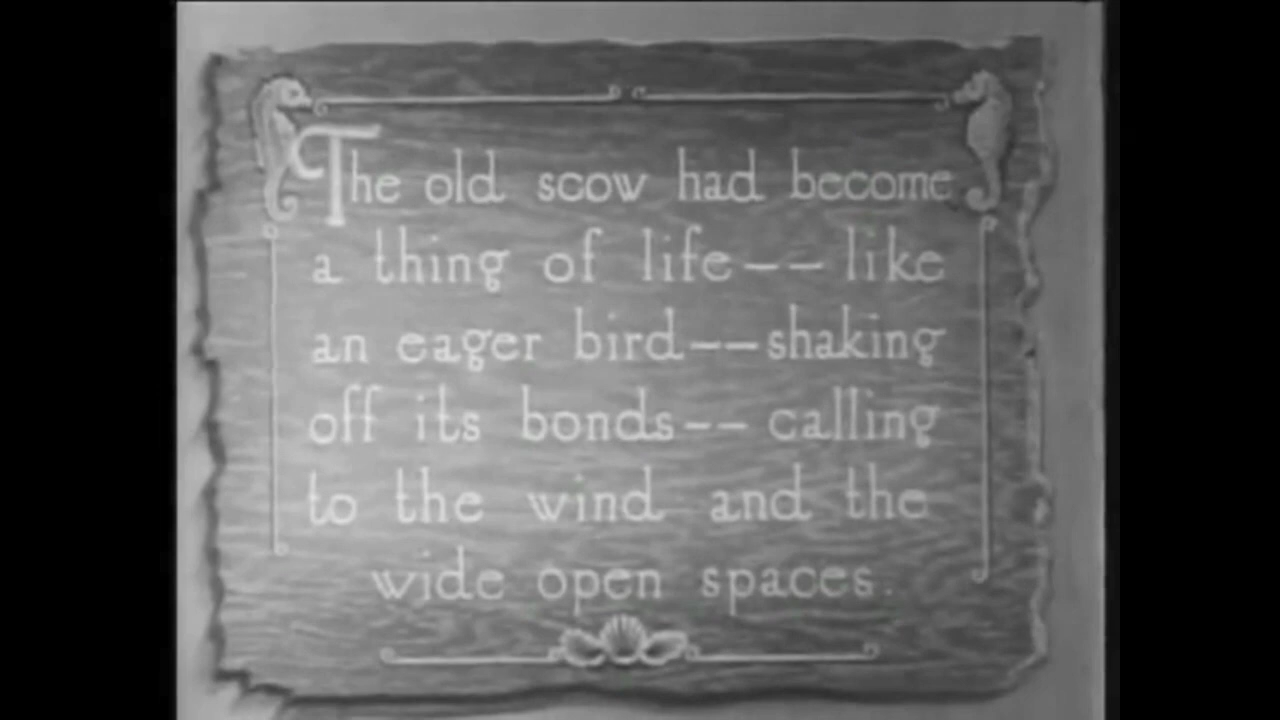 The old scow had become
a thing of life-- like
an eager bird--shaking
off its bonds-- calling
to the wind and the
wide open spaces.